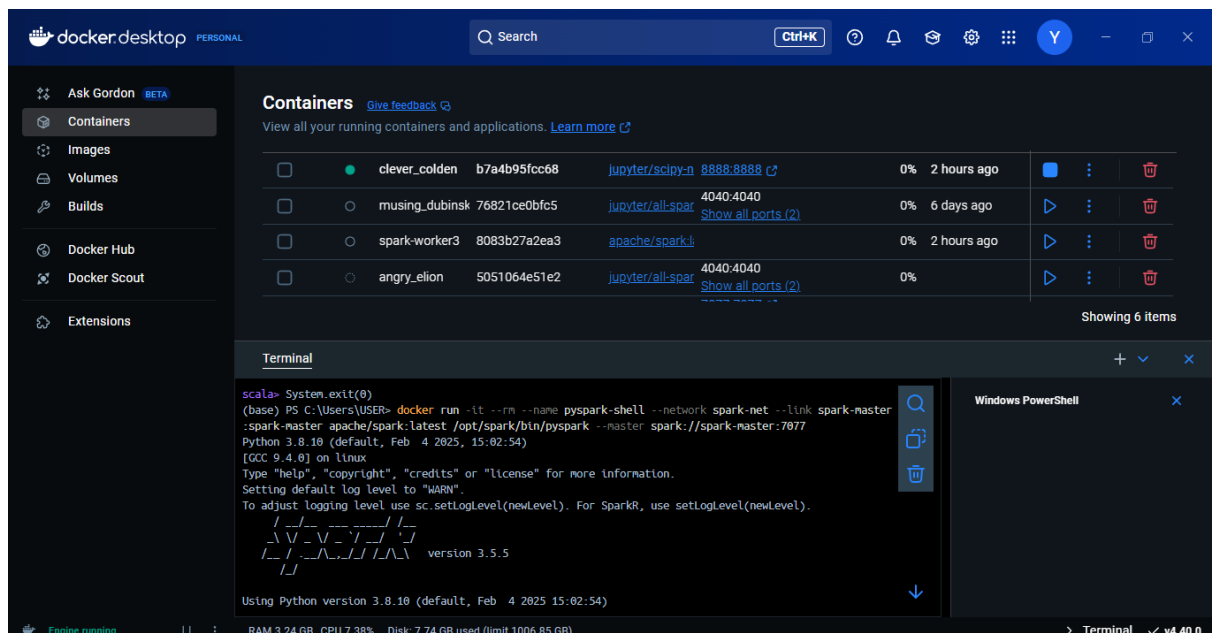 docker.desktop PERSONAL
Search
Ctrl+K
Y
Ask Gordon BETA
Containers
Images
Volumes
Builds
Docker Hub
Docker Scout
Extensions
Containers Give feedback
View all your running containers and applications. Learn more
clever_colden b7a4b95fcc68 jupyter/scipy-n 8888:8888 0% 2 hours ago
musing_dubinsk 76821ce0bfc5 jupyter/all-spar 4040:4040 0% 6 days ago
Show all ports (2)
spark-worker3 8083b27a2ea3 apache/spark:l 0% 2 hours ago
angry_elion 5051064e51e2 jupyter/all-spar 4040:4040 0%
Show all ports (2)
Showing 6 items
Terminal
scala> System.exit(0)
(base) PS C:\Users\USER> docker run -it --rm --name pyspark-shell --network spark-net --link spark-master
:spark-master apache/spark:latest /opt/spark/bin/pyspark --master spark://spark-master:7077
Python 3.8.10 (default, Feb  4 2025, 15:02:54)
[GCC 9.4.0] on linux
Type "help", "copyright", "credits" or "license" for more information.
Setting default log level to "WARN".
To adjust logging level use sc.setLogLevel(newLevel). For SparkR, use setLogLevel(newLevel).
version 3.5.5
Using Python version 3.8.10 (default, Feb  4 2025 15:02:54)
Windows PowerShell
Engine running
RAM 3.24 GB CPU 7.38% Disk: 7.74 GB used (limit 1006.85 GB)
Terminal
v4.40.0